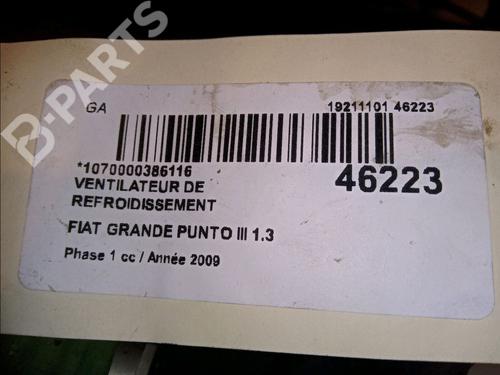 B-PARTS
GA
19211101 46223
*1070000386116
46223
VENTILATEUR DE
REFROIDISSEMENT
FIAT GRANDE PUNTO III 1.3
Phase 1 cc / Année 2009
B-PARTS